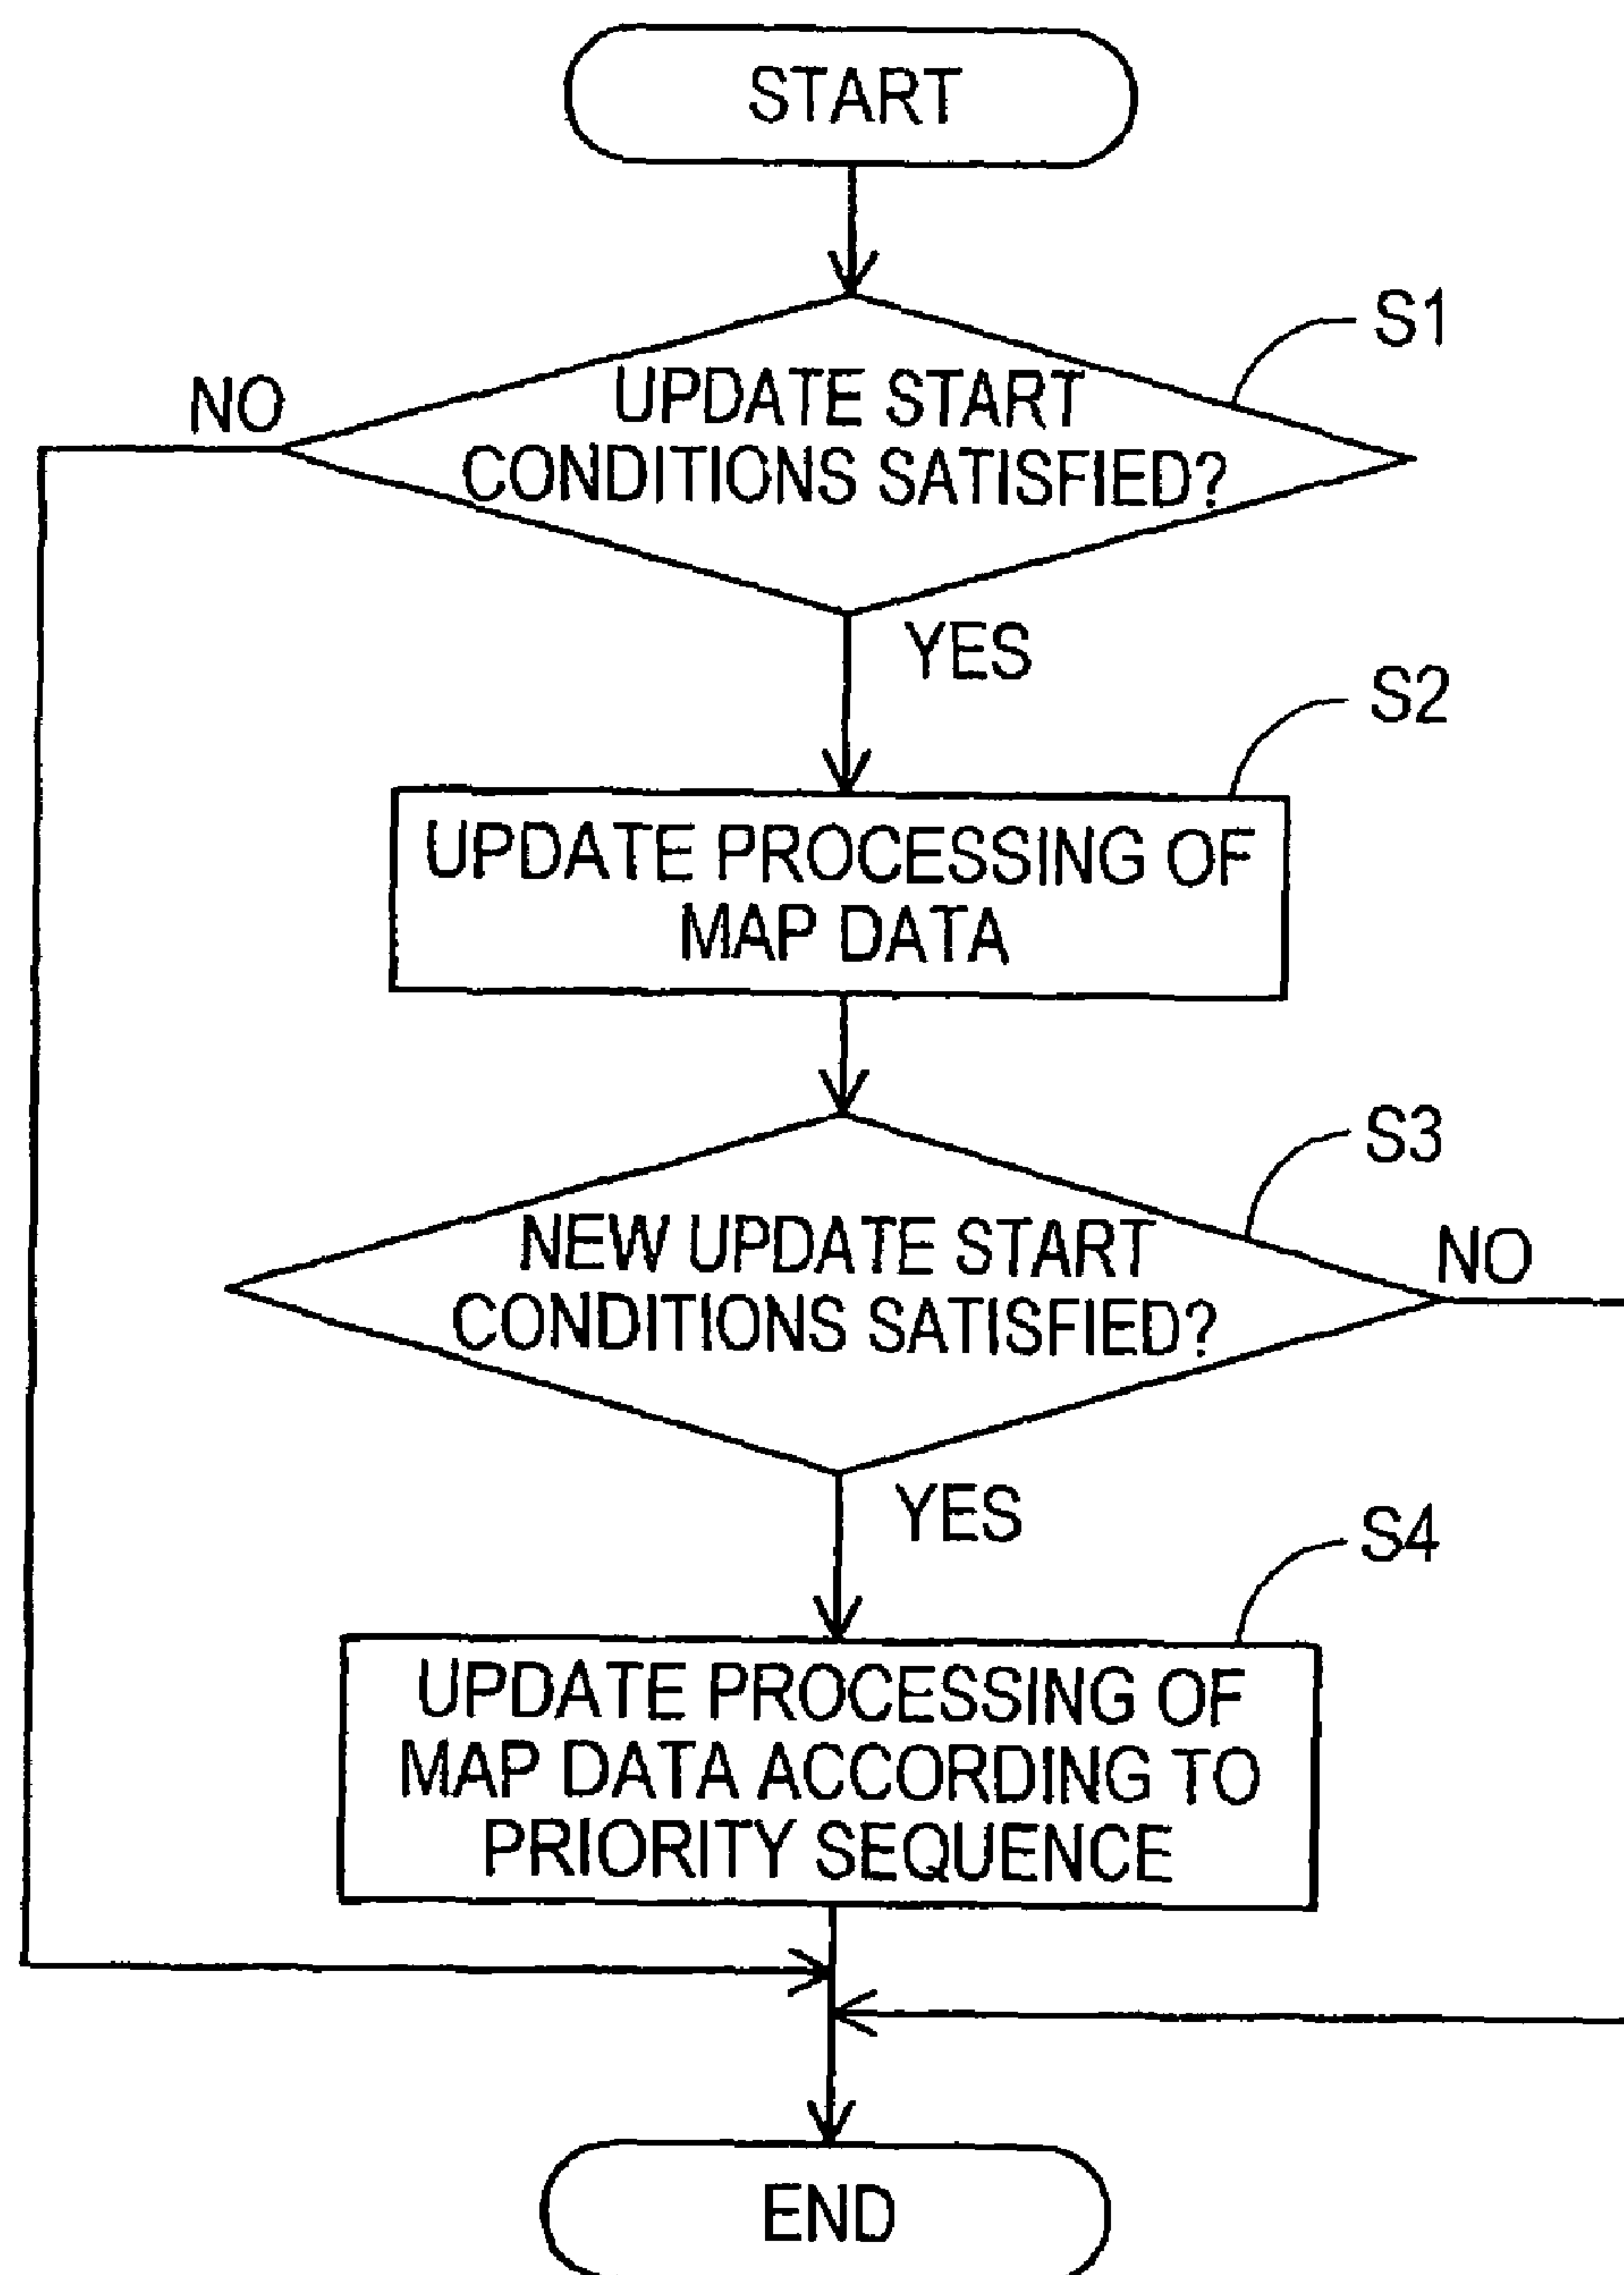 START
S1
NO
UPDATE START
CONDITIONS SATISFIED?
YES
S2
UPDATE PROCESSING OF
MAP DATA
S3
NEW UPDATE START
CONDITIONS SATISFIED?
NO
YES
S4
UPDATE PROCESSING OF
MAP DATA ACCORDING TO
PRIORITY SEQUENCE
END